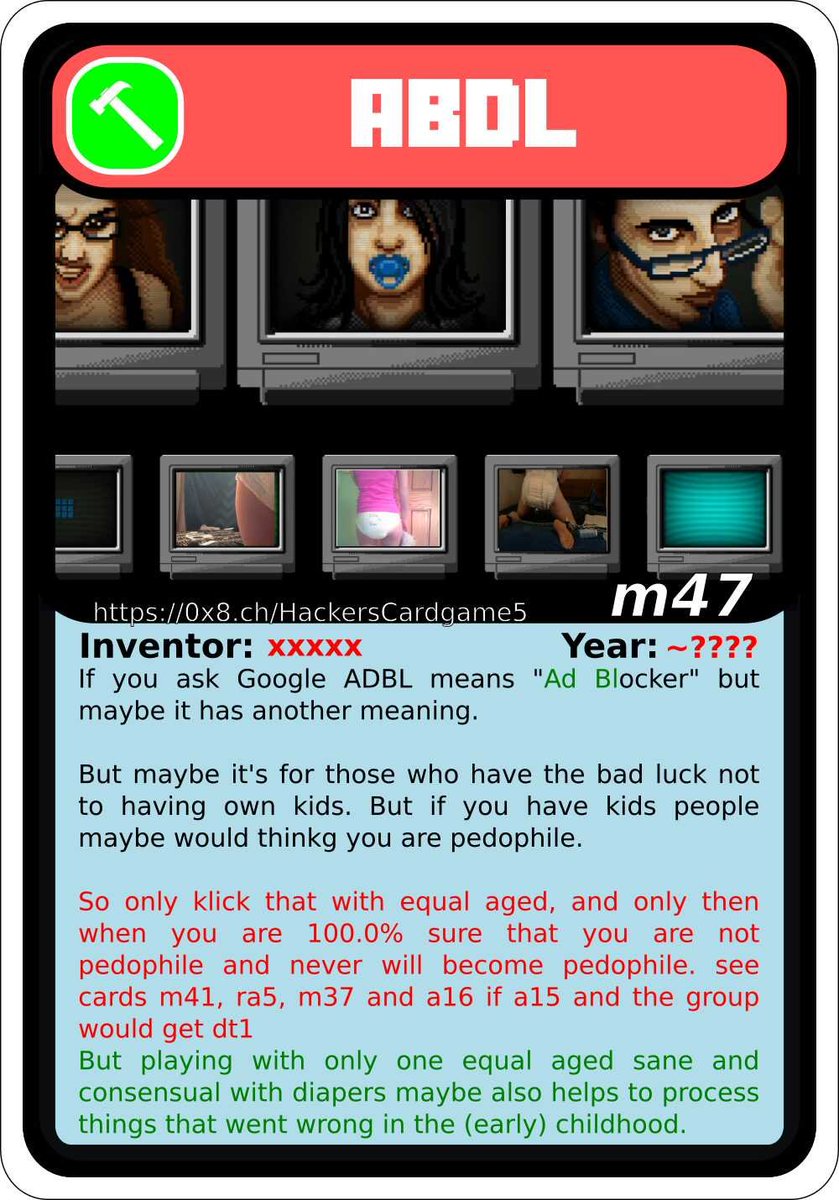 ABDL
https://0x8.ch/HackersCardgame5
m47
Inventor: xxxxx Year: ~????
If you ask Google ADBL means "Ad Blocker" but
maybe it has another meaning.
But maybe it's for those who have the bad luck not
to having own kids. But if you have kids people
maybe would thinkg you are pedophile.
So only klick that with equal aged, and only then
when you are 100.0% sure that you are not
pedophile and never will become pedophile. see
cards m41, ra5, m37 and a16 if a15 and the group
would get dt1
But playing with only one equal aged sane and
consensual with diapers maybe also helps to process
things that went wrong in the (early) childhood.